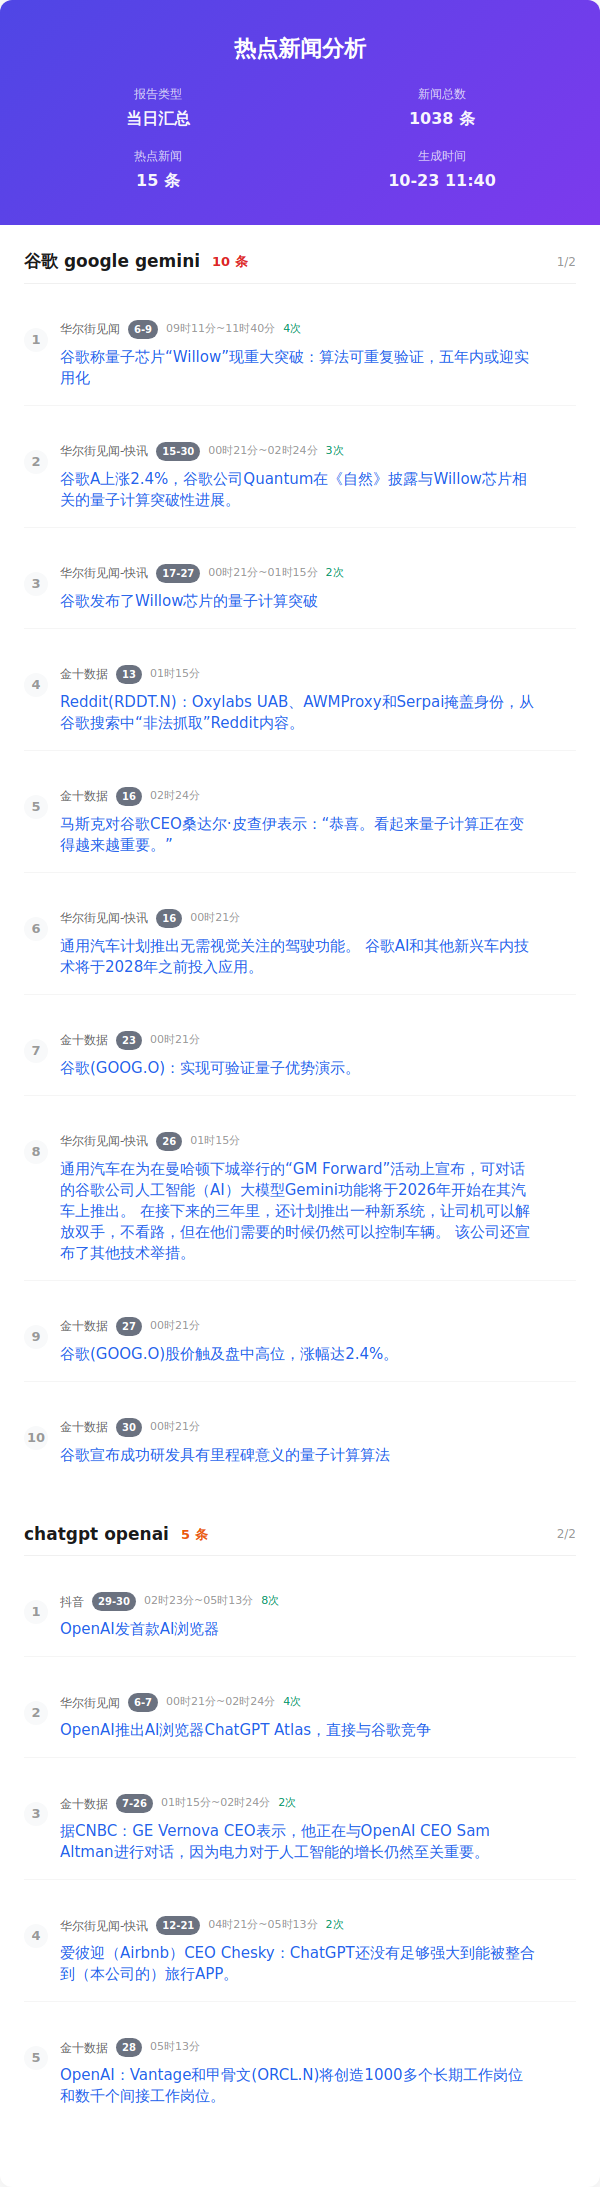 热点新闻分析
报告类型
新闻总数
当日汇总
1038 条
热点新闻
生成时间
15 条
10-23 11:40
谷歌 google gemini 10 条 1/2
1
华尔街见闻 6-9 09时11分~11时40分 4次
谷歌称量子芯片“Willow”现重大突破：算法可重复验证，五年内或迎实
用化
2
华尔街见闻-快讯 15-30 00时21分~02时24分 3次
谷歌A上涨2.4%，谷歌公司Quantum在《自然》披露与Willow芯片相
关的量子计算突破性进展。
3
华尔街见闻-快讯 17-27 00时21分~01时15分 2次
谷歌发布了Willow芯片的量子计算突破
4
金十数据 13 01时15分
Reddit(RDDT.N)：Oxylabs UAB、AWMProxy和Serpai掩盖身份，从
谷歌搜索中“非法抓取”Reddit内容。
5
金十数据 16 02时24分
马斯克对谷歌CEO桑达尔·皮查伊表示：“恭喜。看起来量子计算正在变
得越来越重要。”
6
华尔街见闻-快讯 16 00时21分
通用汽车计划推出无需视觉关注的驾驶功能。 谷歌AI和其他新兴车内技
术将于2028年之前投入应用。
7
金十数据 23 00时21分
谷歌(GOOG.O)：实现可验证量子优势演示。
8
华尔街见闻-快讯 26 01时15分
通用汽车在为在曼哈顿下城举行的“GM Forward”活动上宣布，可对话
的谷歌公司人工智能（AI）大模型Gemini功能将于2026年开始在其汽
车上推出。 在接下来的三年里，还计划推出一种新系统，让司机可以解
放双手，不看路，但在他们需要的时候仍然可以控制车辆。 该公司还宣
布了其他技术举措。
9
金十数据 27 00时21分
谷歌(GOOG.O)股价触及盘中高位，涨幅达2.4%。
10
金十数据 30 00时21分
谷歌宣布成功研发具有里程碑意义的量子计算算法
chatgpt openai 5 条 2/2
1
抖音 29-30 02时23分~05时13分 8次
OpenAI发首款AI浏览器
2
华尔街见闻 6-7 00时21分~02时24分 4次
OpenAI推出AI浏览器ChatGPT Atlas，直接与谷歌竞争
3
金十数据 7-26 01时15分~02时24分 2次
据CNBC：GE Vernova CEO表示，他正在与OpenAI CEO Sam
Altman进行对话，因为电力对于人工智能的增长仍然至关重要。
4
华尔街见闻-快讯 12-21 04时21分~05时13分 2次
爱彼迎（Airbnb）CEO Chesky：ChatGPT还没有足够强大到能被整合
到（本公司的）旅行APP。
5
金十数据 28 05时13分
OpenAI：Vantage和甲骨文(ORCL.N)将创造1000多个长期工作岗位
和数千个间接工作岗位。